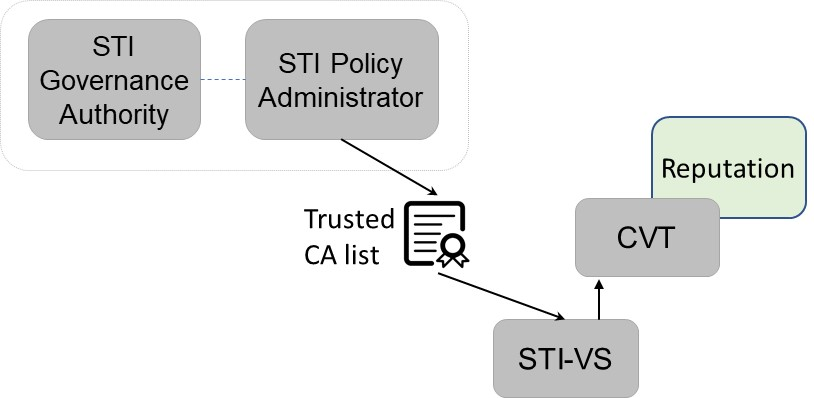 STI
Governance
Authority
STI Policy
Administrator
Reputation
Trusted
CA list
CVT
STI-VS